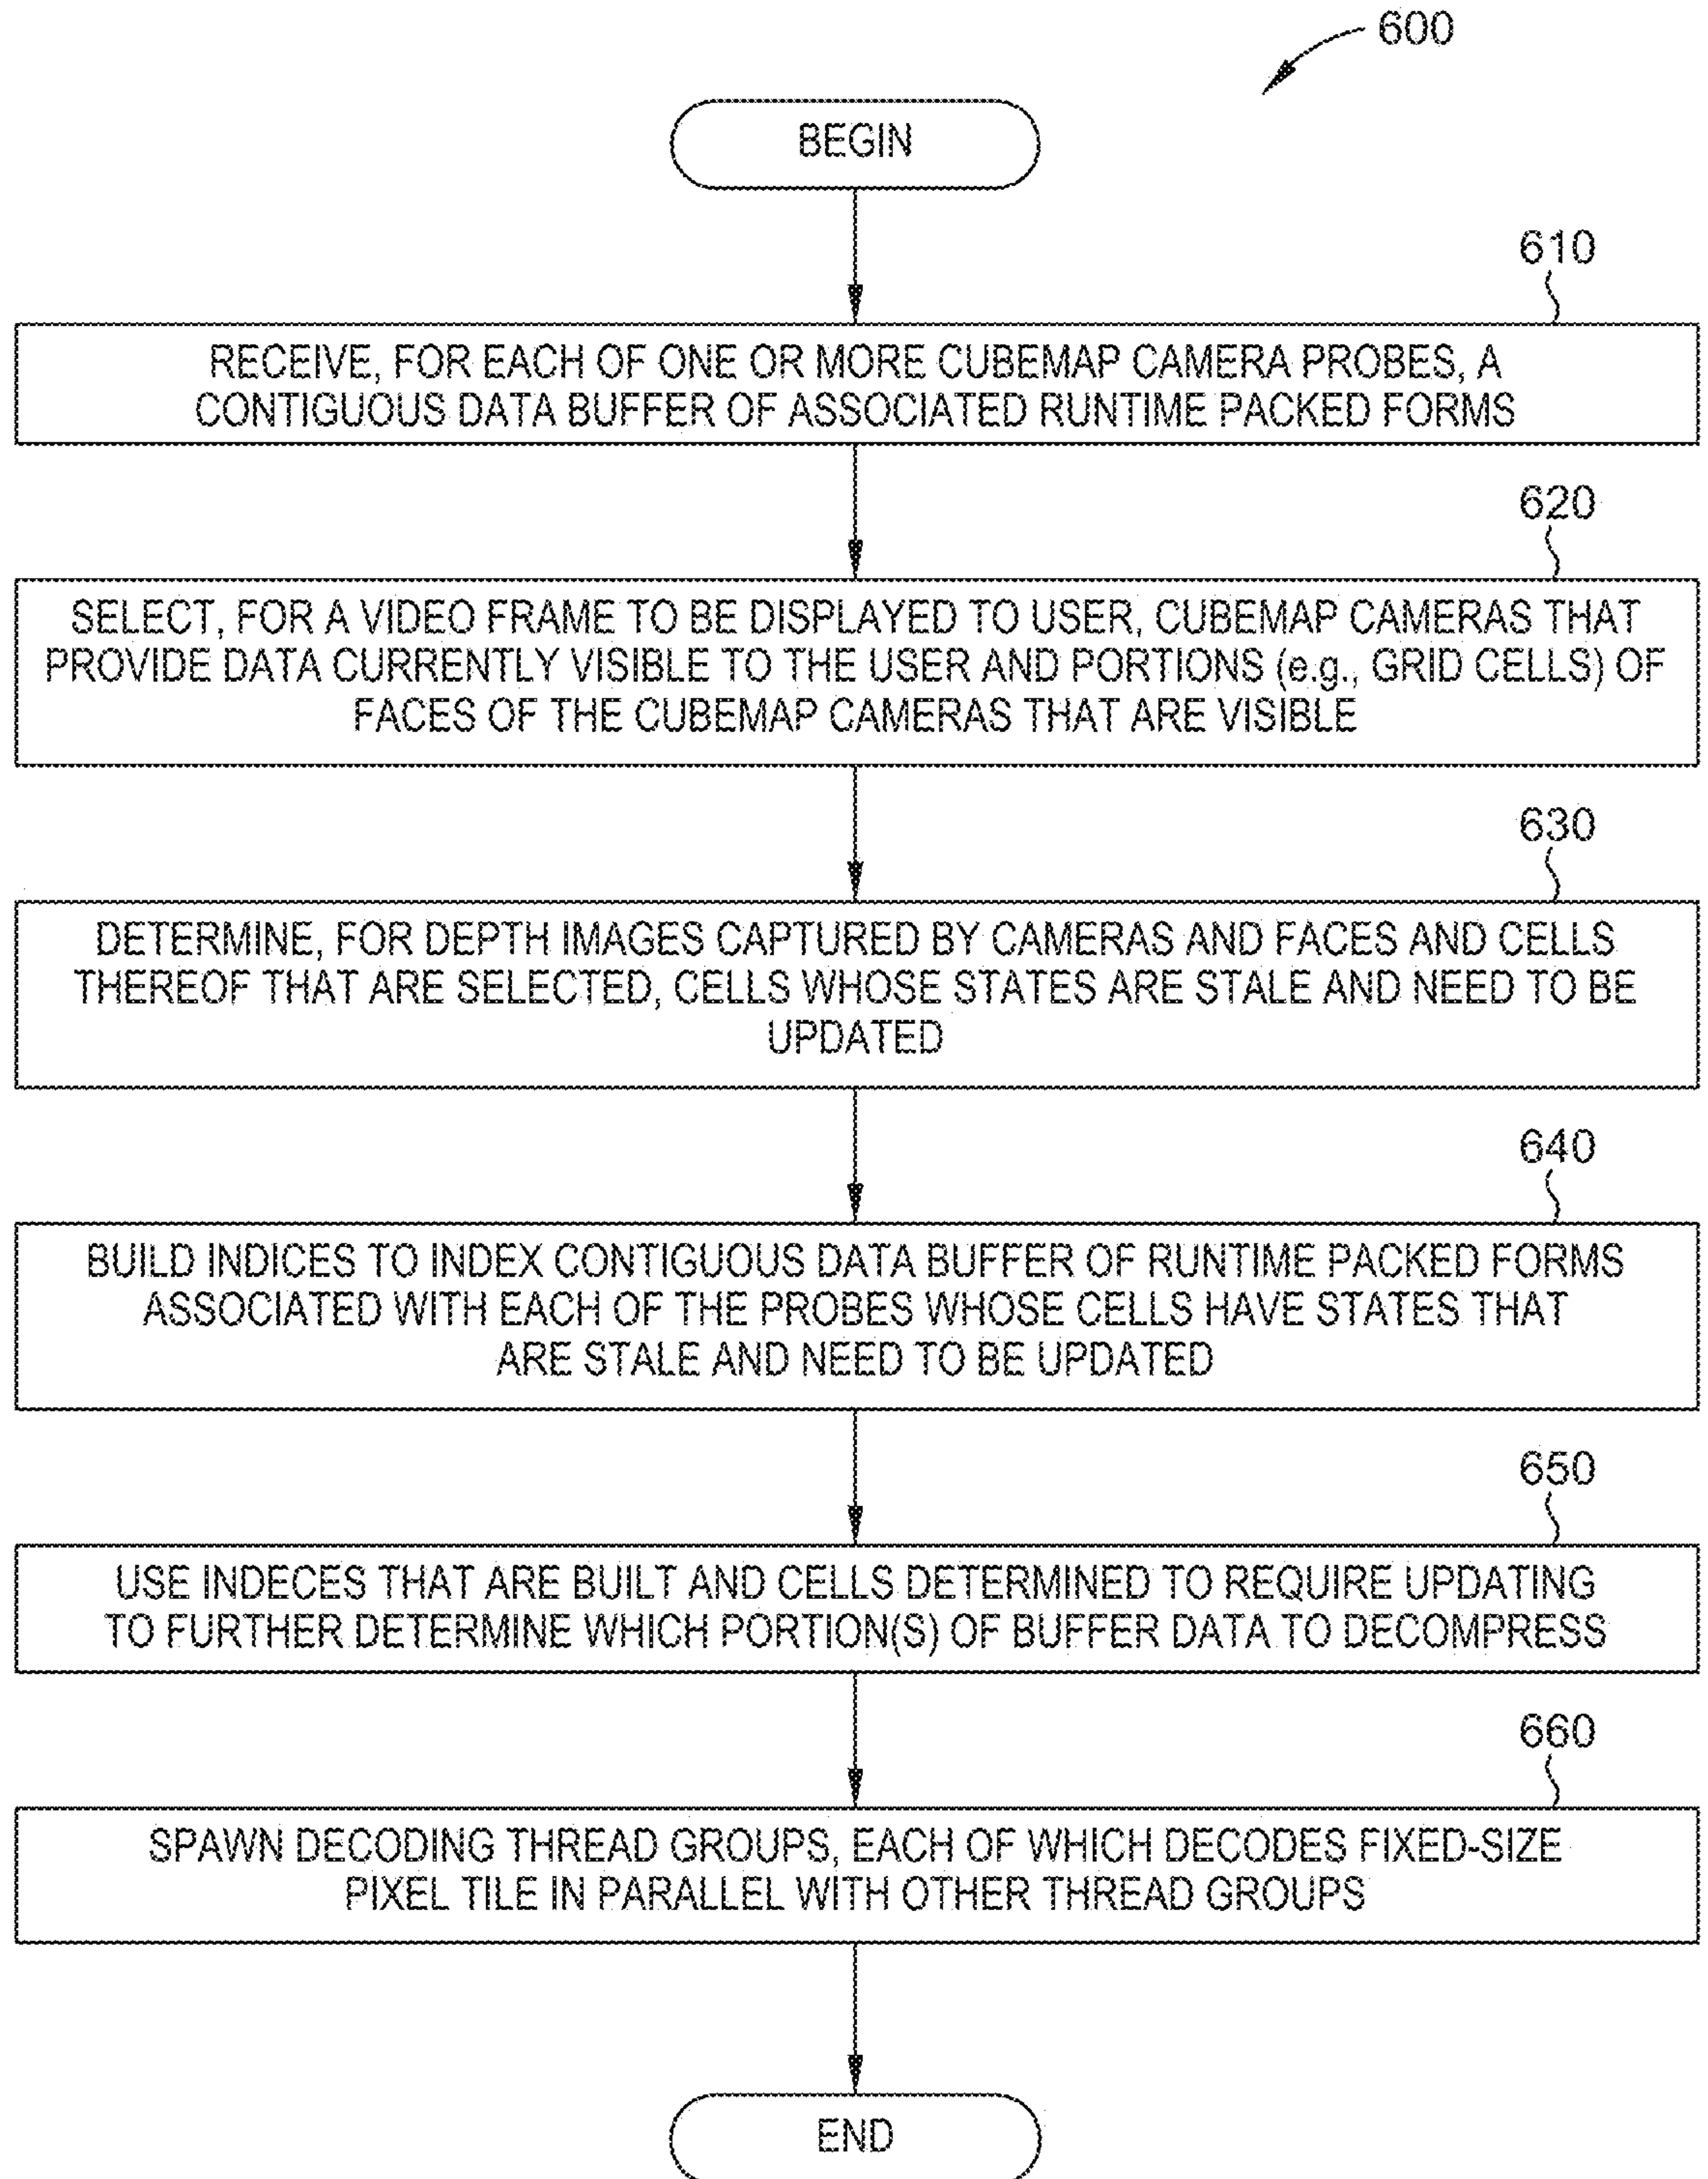 600
BEGIN
610
RECEIVE, FOR EACH OF ONE OR MORE CUBEMAP CAMERA PROBES, A
CONTIGUOUS DATA BUFFER OF ASSOCIATED RUNTIME PACKED FORMS
620
SELECT, FOR A VIDEO FRAME TO BE DISPLAYED TO USER, CUBEMAP CAMERAS THAT
PROVIDE DATA CURRENTLY VISIBLE TO THE USER AND PORTIONS (e.g., GRID CELLS) OF
FACES OF THE CUBEMAP CAMERAS THAT ARE VISIBLE
630
DETERMINE, FOR DEPTH IMAGES CAPTURED BY CAMERAS AND FACES AND CELLS
THEREOF THAT ARE SELECTED, CELLS WHOSE STATES ARE STALE AND NEED TO BE
UPDATED
640
BUILD INDICES TO INDEX CONTIGUOUS DATA BUFFER OF RUNTIME PACKED FORMS
ASSOCIATED WITH EACH OF THE PROBES WHOSE CELLS HAVE STATES THAT
ARE STALE AND NEED TO BE UPDATED
650
USE INDECES THAT ARE BUILT AND CELLS DETERMINED TO REQUIRE UPDATING
TO FURTHER DETERMINE WHICH PORTION(S) OF BUFFER DATA TO DECOMPRESS
660
SPAWN DECODING THREAD GROUPS, EACH OF WHICH DECODES FIXED-SIZE
PIXEL TILE IN PARALLEL WITH OTHER THREAD GROUPS
END